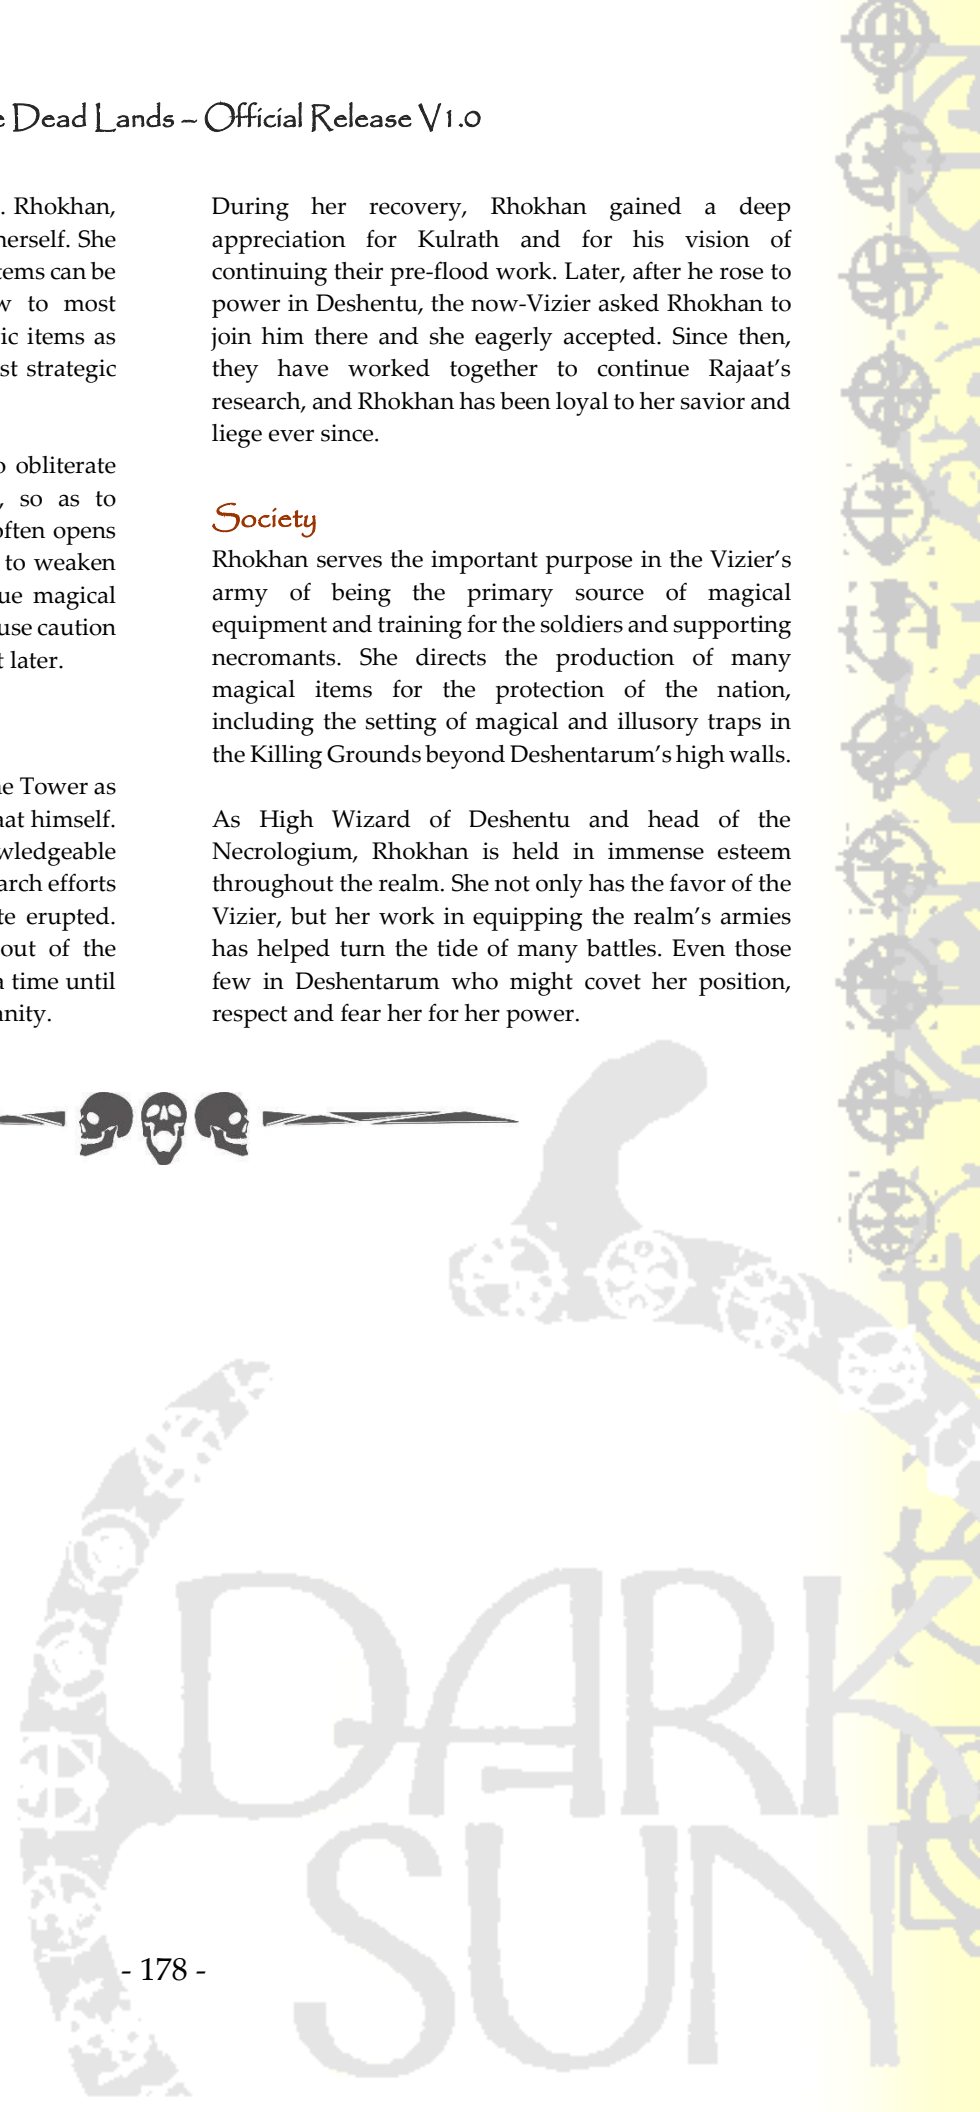 e Dead Lands – Official Release V1.0
. Rhokhan,
herself. She
tems can be
w to most
ic items as
st strategic
o obliterate
, so as to
often opens
to weaken
ue magical
use caution
t later.
he Tower as
aat himself.
wledgeable
arch efforts
te erupted.
out of the
a time until
anity.
During her recovery, Rhokhan gained a deep
appreciation for Kulrath and for his vision of
continuing their pre-flood work. Later, after he rose to
power in Deshentu, the now-Vizier asked Rhokhan to
join him there and she eagerly accepted. Since then,
they have worked together to continue Rajaat’s
research, and Rhokhan has been loyal to her savior and
liege ever since.
Society
Rhokhan serves the important purpose in the Vizier’s
army of being the primary source of magical
equipment and training for the soldiers and supporting
necromants. She directs the production of many
magical items for the protection of the nation,
including the setting of magical and illusory traps in
the Killing Grounds beyond Deshentarum’s high walls.
As High Wizard of Deshentu and head of the
Necrologium, Rhokhan is held in immense esteem
throughout the realm. She not only has the favor of the
Vizier, but her work in equipping the realm’s armies
has helped turn the tide of many battles. Even those
few in Deshentarum who might covet her position,
respect and fear her for her power.
DARK
SUN
- 178 -